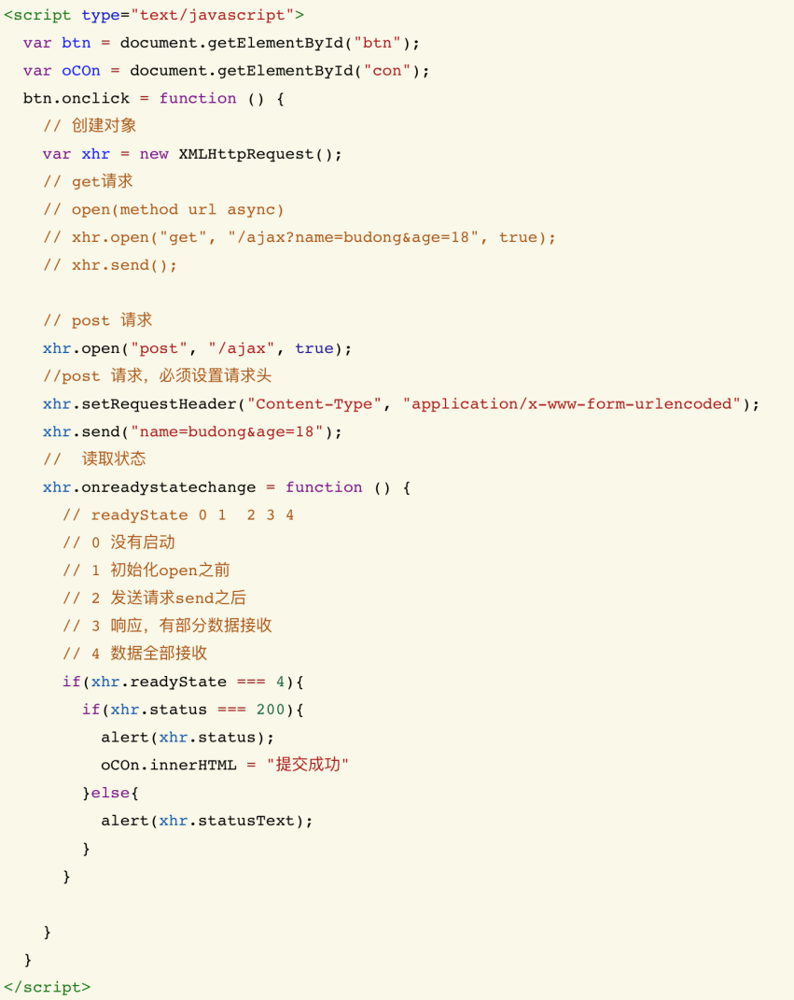 <script type="text/javascript">
  var btn = document.getElementById("btn");
  var oCOn = document.getElementById("con");
  btn.onclick = function () {
    // 创建对象
    var xhr = new XMLHttpRequest();
    // get请求
    // open(method url async)
    // xhr.open("get", "/ajax?name=budong&age=18", true);
    // xhr.send();

    // post 请求
    xhr.open("post", "/ajax", true);
    //post 请求，必须设置请求头
    xhr.setRequestHeader("Content-Type", "application/x-www-form-urlencoded");
    xhr.send("name=budong&age=18");
    //  读取状态
    xhr.onreadystatechange = function () {
      // readyState 0 1  2 3 4
      // 0 没有启动
      // 1 初始化open之前
      // 2 发送请求send之后
      // 3 响应，有部分数据接收
      // 4 数据全部接收
      if(xhr.readyState === 4){
        if(xhr.status === 200){
          alert(xhr.status);
          oCOn.innerHTML = "提交成功"
        }else{
          alert(xhr.statusText);
        }
      }

    }
  }
</script>